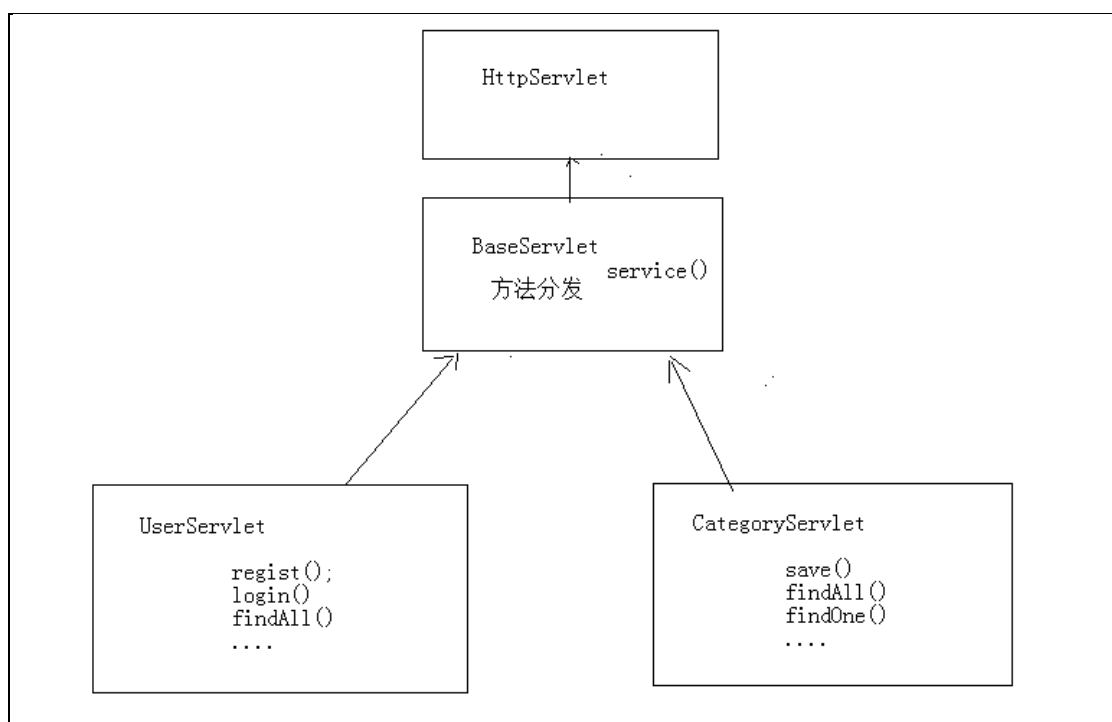 HttpServlet
BaseServlet
service()
方法分发
UserServlet
regist();
login()
findAll()
....
CategoryServlet
save()
findAll()
findOne()
....